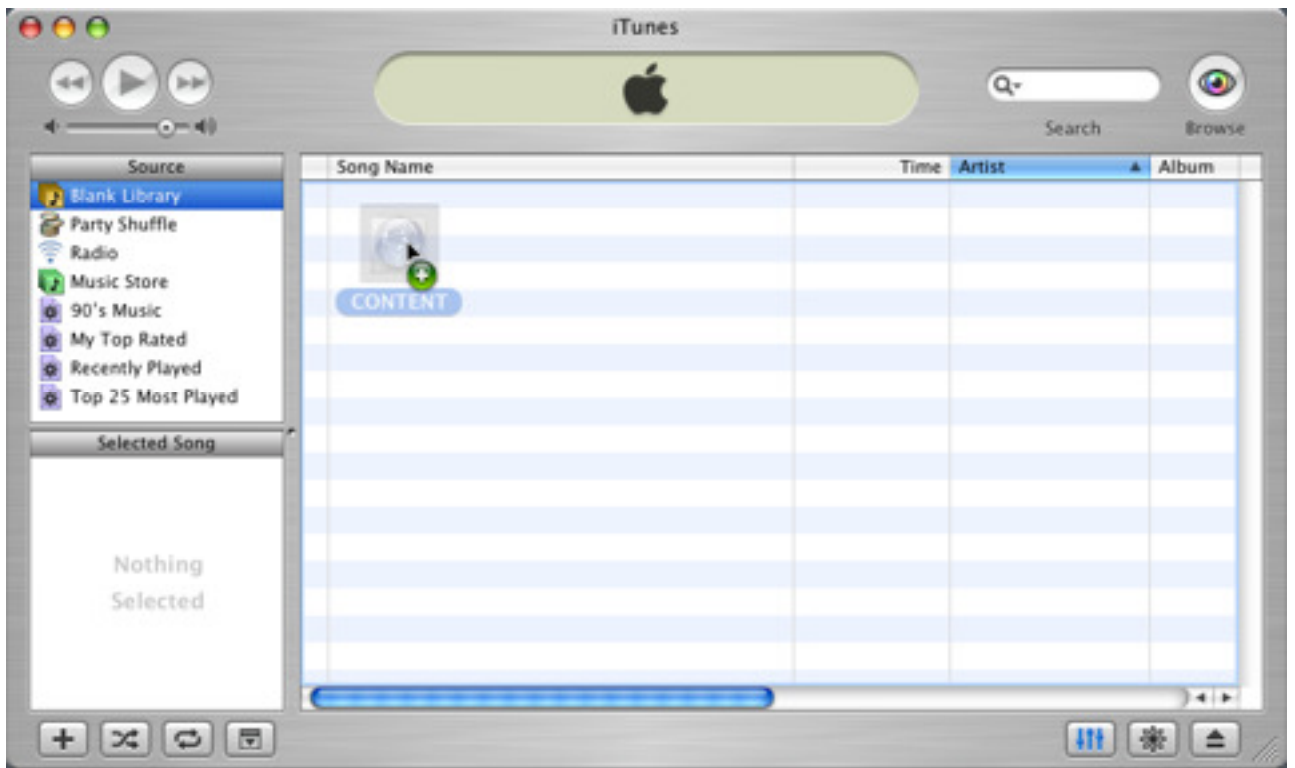 iTunes
Search
Browse
Source
Blank Library
Party Shuffle
Radio
Music Store
90's Music
My Top Rated
Recently Played
Top 25 Most Played
Selected Song
Nothing
Selected
Song Name Time Artist Album
CONTENT